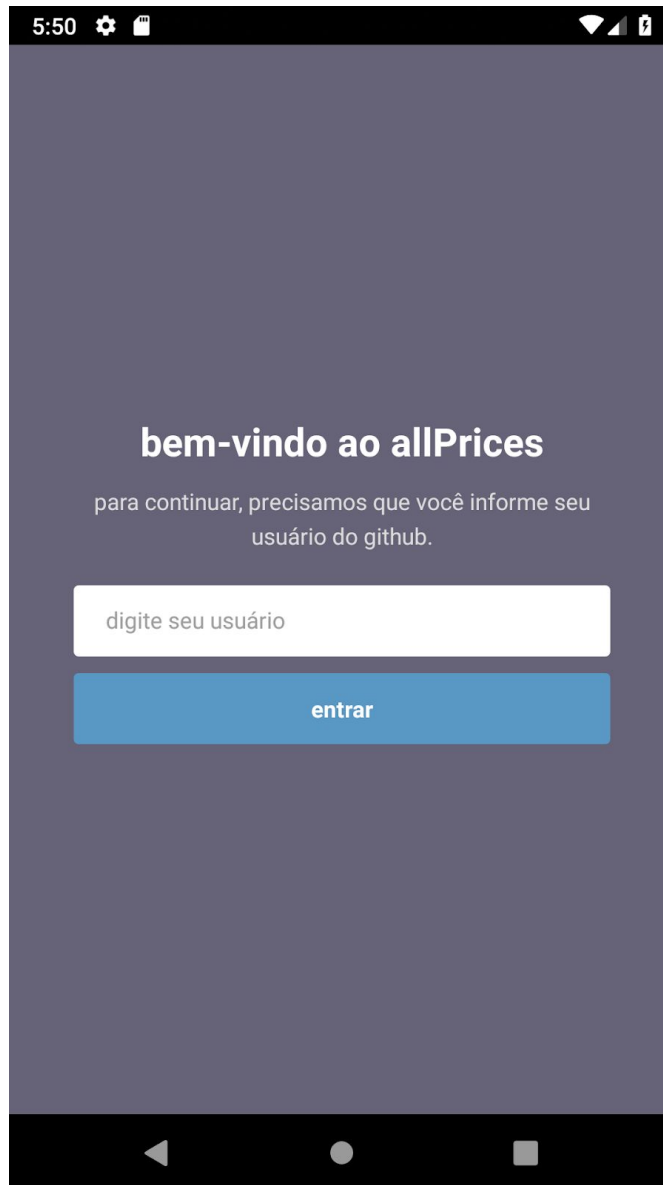 5:50
bem-vindo ao allPrices
para continuar, precisamos que você informe seu
usuário do github.
digite seu usuário
entrar